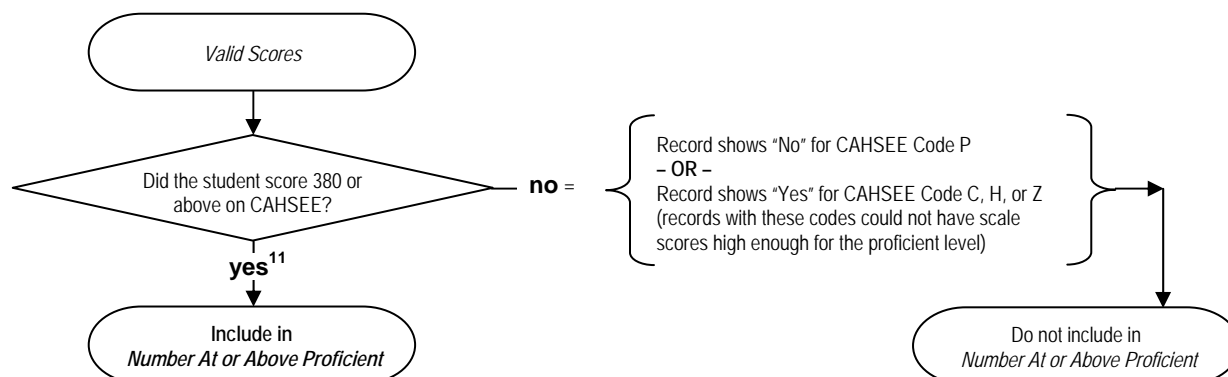 Valid Scores
Did the student score 380 or
above on CAHSEE?
no =
Record shows “No” for CAHSEE Code P
– OR –
Record shows “Yes” for CAHSEE Code C, H, or Z
(records with these codes could not have scale
scores high enough for the proficient level)
yes11
Include in
Number At or Above Proficient
Do not include in
Number At or Above Proficient